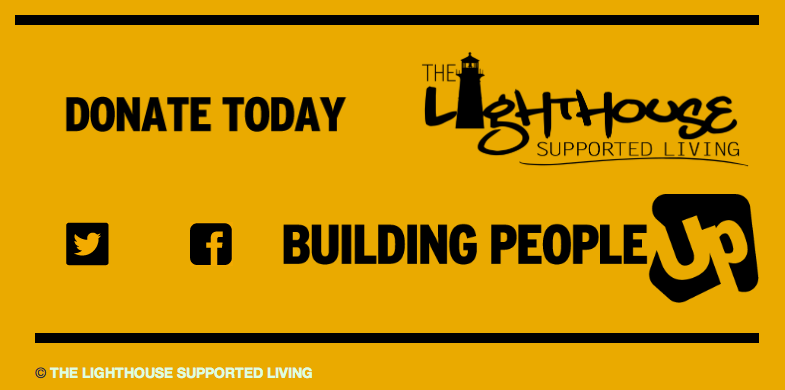 DONATE TODAY
THE
LIGHTHOUSE
SUPPORTED LIVING
BUILDING PEOPLE Up
© THE LIGHTHOUSE SUPPORTED LIVING